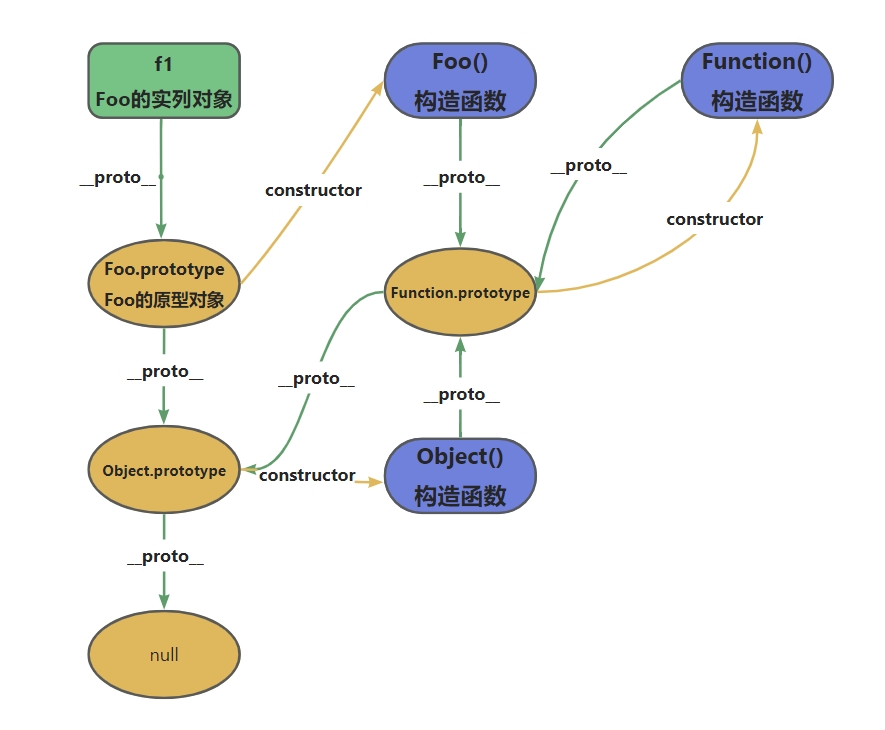 f1
Foo的实列对象
Foo()
构造函数
Function()
构造函数
__proto__
constructor
__proto__
__proto__
constructor
Foo.prototype
Foo的原型对象
Function.prototype
__proto__
__proto__
__proto__
Object.prototype
constructor
Object()
构造函数
__proto__
null